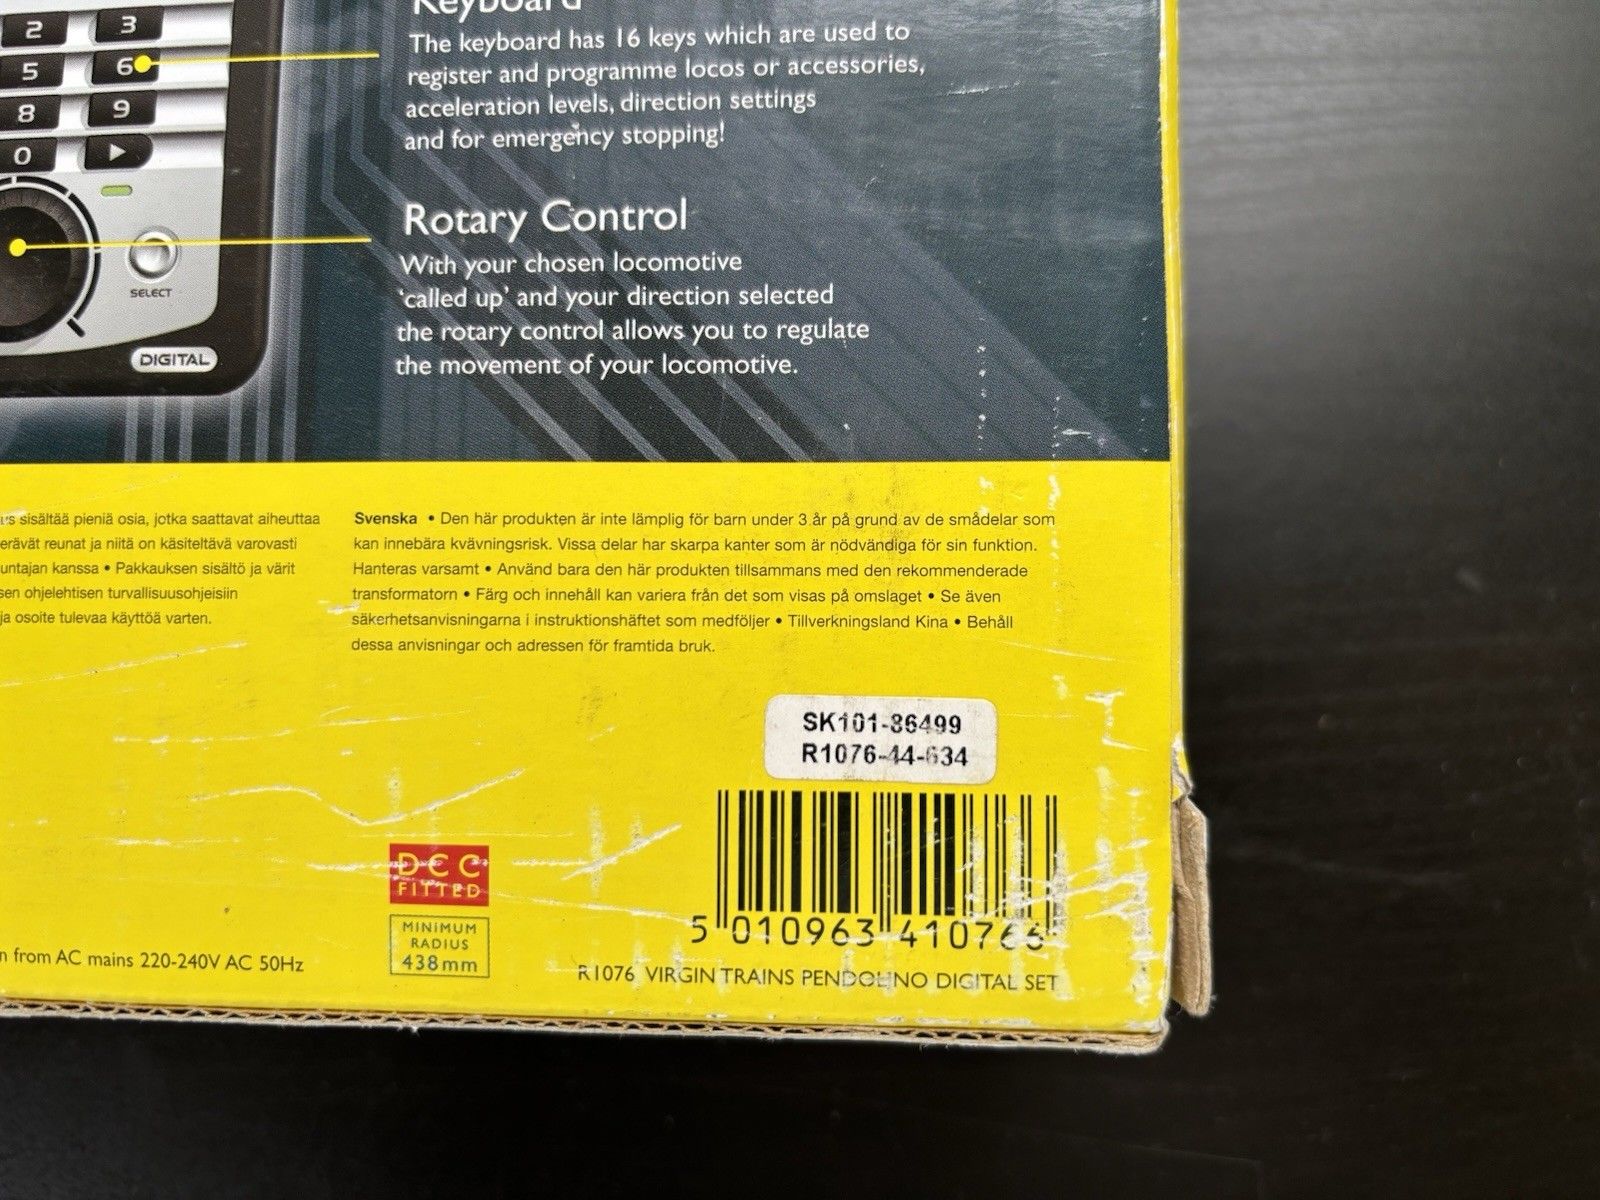 2 3
5 6
8 9
0
SELECT
DIGITAL
Keyboard
The keyboard has 16 keys which are used to
register and programme locos or accessories,
acceleration levels, direction settings
and for emergency stopping!
Rotary Control
With your chosen locomotive
'called up' and your direction selected
the rotary control allows you to regulate
the movement of your locomotive.
sisältää pieniä osia, jotka saattavat aiheuttaa
erävät reunat ja niitä on käsiteltävä varovasti
untajan kanssa • Pakkauksen sisältö ja värit
sen ohjelehtisen turvallisuusohjeisiin
ja osoite tulevaa käyttöä varten.
Svenska • Den här produkten är inte lämplig för barn under 3 år på grund av de smådelar som
kan innebära kvävningsrisk. Vissa delar har skarpa kanter som är nödvändiga för sin funktion.
Hanteras varsamt • Använd bara den här produkten tillsammans med den rekommenderade
transformatorn • Färg och innehåll kan variera från det som visas på omslaget • Se även
säkerhetsanvisningarna i instruktionshäftet som medföljer • Tillverkningsland Kina • Behåll
dessa anvisningar och adressen för framtida bruk.
SK101-86499
R1076-44-634
5 010963 410766
R1076 VIRGIN TRAINS PENDOLINO DIGITAL SET
DCC
FITTED
MINIMUM
RADIUS
438mm
n from AC mains 220-240V AC 50Hz